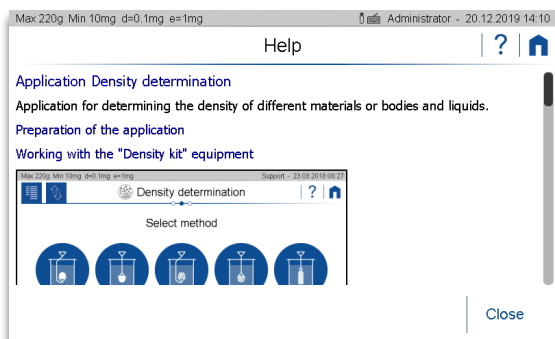 Max 220g Min 10mg d=0.1mg e=1mg Administrator - 20.12.2019 14:10
Help ?
Application Density determination
Application for determining the density of different materials or bodies and liquids.
Preparation of the application
Working with the "Density kit" equipment
Max 220g Min 10mg d=0.1mg e=1mg Support - 23.03.2018 08:27
Density determination ?
Select method
Close